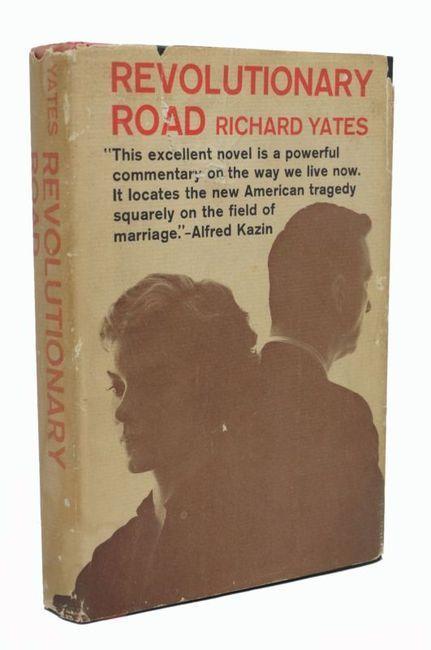 REVOLUTIONARY
ROAD RICHARD YATES
"This excellent novel is a powerful
commentary on the way we live now.
It locates the new American tragedy
squarely on the field of
marriage."-Alfred Kazin
YATES REVOLUTIONARY
ROAD